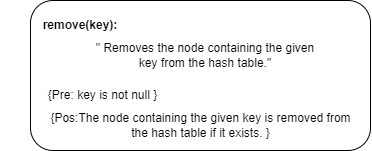 remove(key):
" Removes the node containing the given
key from the hash table."
{Pre: key is not null }
{Pos:The node containing the given key is removed from
the hash table if it exists. }